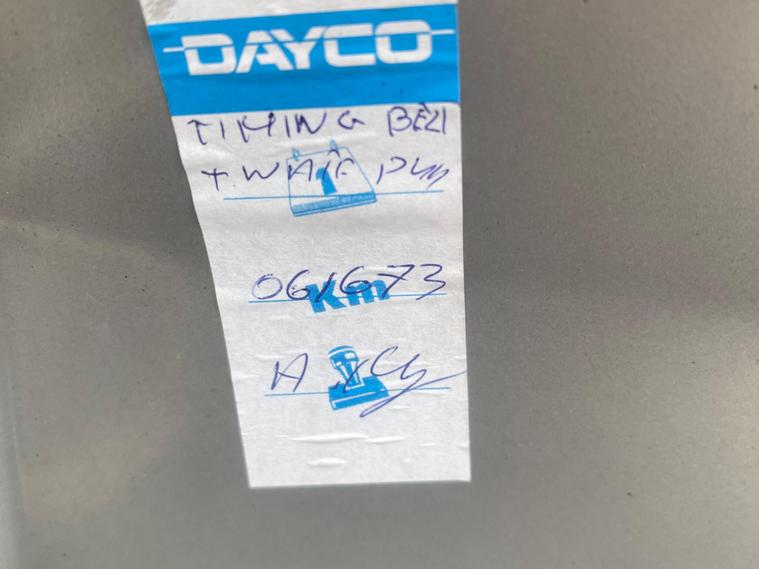 DAYCO
TIMING BELT
+ WATE PUM
061673
Km